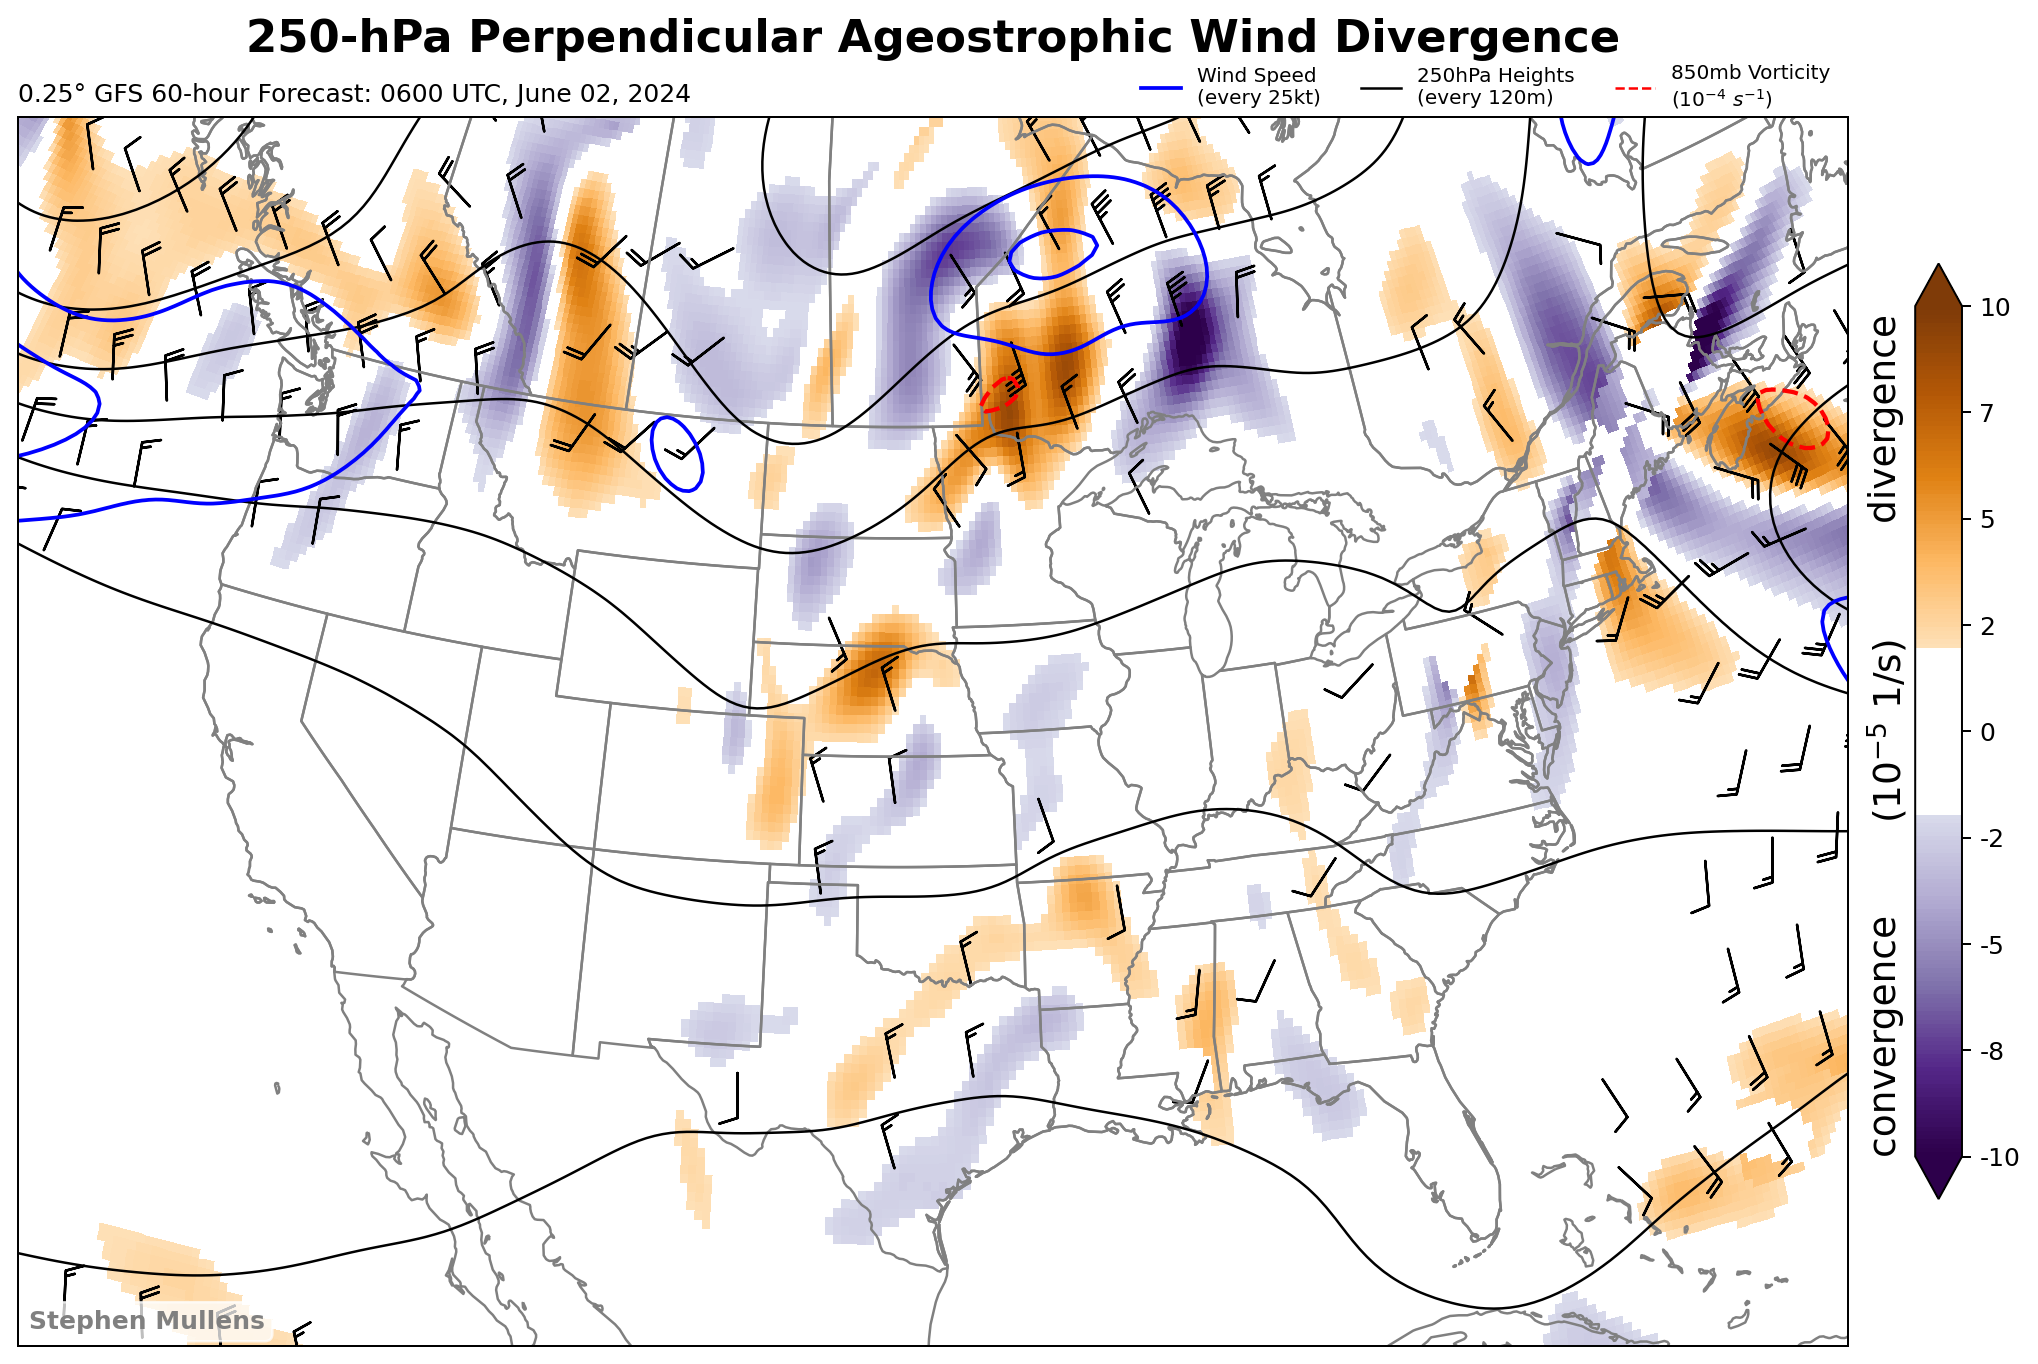 250-hPa Perpendicular Ageostrophic Wind Divergence
0.25° GFS 60-hour Forecast: 0600 UTC, June 02, 2024
Wind Speed
(every 25kt)
250hPa Heights
(every 120m)
850mb Vorticity
(10⁻⁴ s⁻¹)
10
7
5
2
0
-2
-5
-8
-10
convergence (10⁻⁵ 1/s) divergence
Stephen Mullens